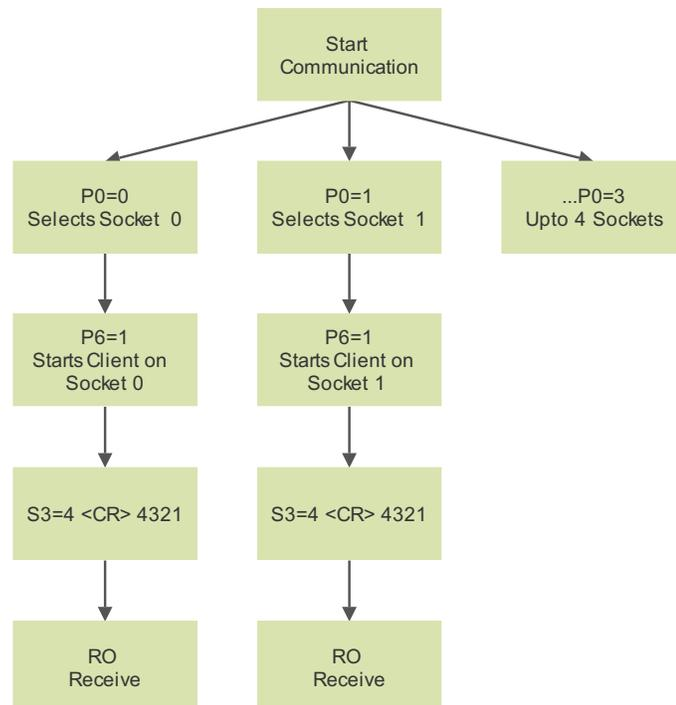 Start
Communication
P0=0
Selects Socket 0
P0=1
Selects Socket 1
...P0=3
Upto 4 Sockets
P6=1
Starts Client on
Socket 0
P6=1
Starts Client on
Socket 1
S3=4 <CR> 4321
S3=4 <CR> 4321
RO
Receive
RO
Receive